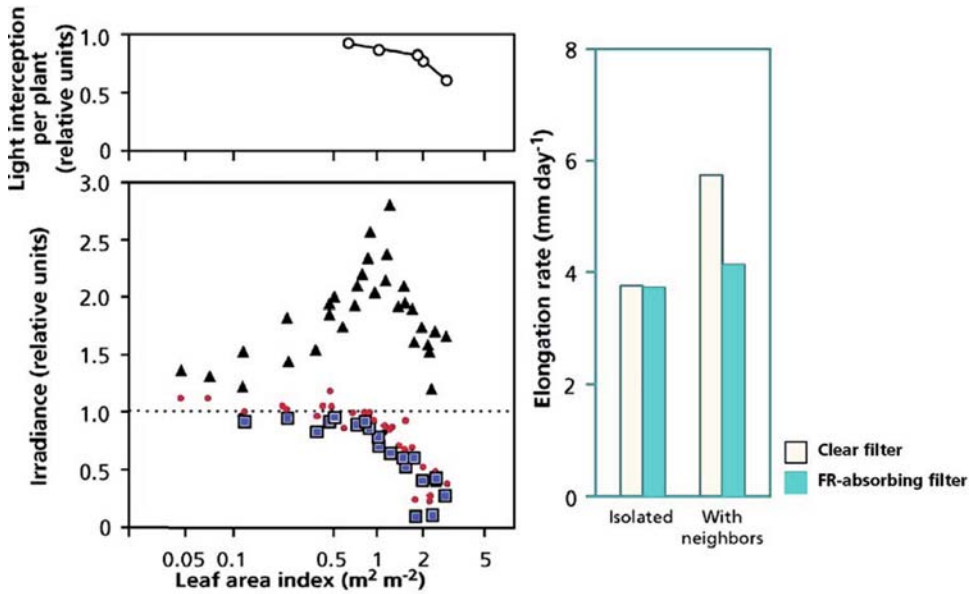 Light interception
per plant
(relative units)
1.0
0.5
0
3.0
2.5
2.0
1.5
1.0
0.5
0
Irradiance (relative units)
0.05 0.1 0.5 1 2 5
Leaf area index (m² m⁻²)
Elongation rate (mm day⁻¹)
8
6
4
2
0
Isolated
With
neighbors
Clear filter
FR-absorbing filter